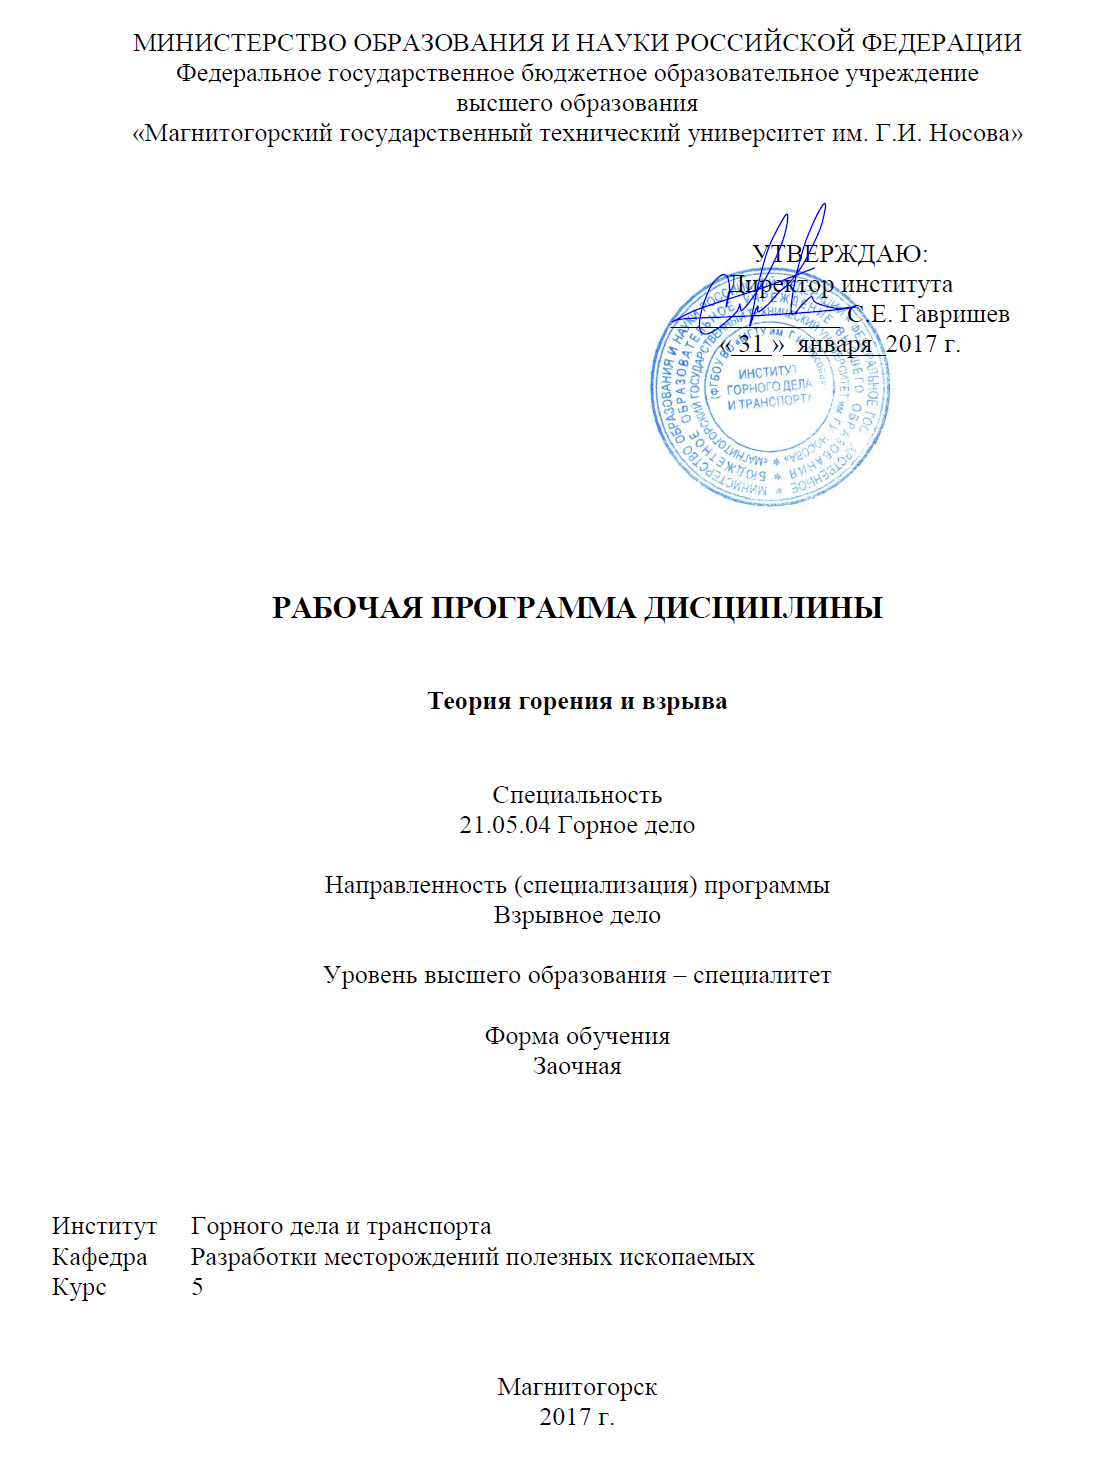 МИНИСТЕРСТВО ОБРАЗОВАНИЯ И НАУКИ РОССИЙСКОЙ ФЕДЕРАЦИИ
Федеральное государственное бюджетное образовательное учреждение
высшего образования
«Магнитогорский государственный технический университет им. Г.И. Носова»
УТВЕРЖДАЮ:
Директор института
С.Е. Гавришев
« 31 » января 2017 г.
ИНСТИТУТ
ГОРНОГО ДЕЛА
И ТРАНСПОРТА
РАБОЧАЯ ПРОГРАММА ДИСЦИПЛИНЫ
Теория горения и взрыва
Специальность
21.05.04 Горное дело
Направленность (специализация) программы
Взрывное дело
Уровень высшего образования – специалитет
Форма обучения
Заочная
Институт Горного дела и транспорта
Кафедра Разработки месторождений полезных ископаемых
Курс 5
Магнитогорск
2017 г.